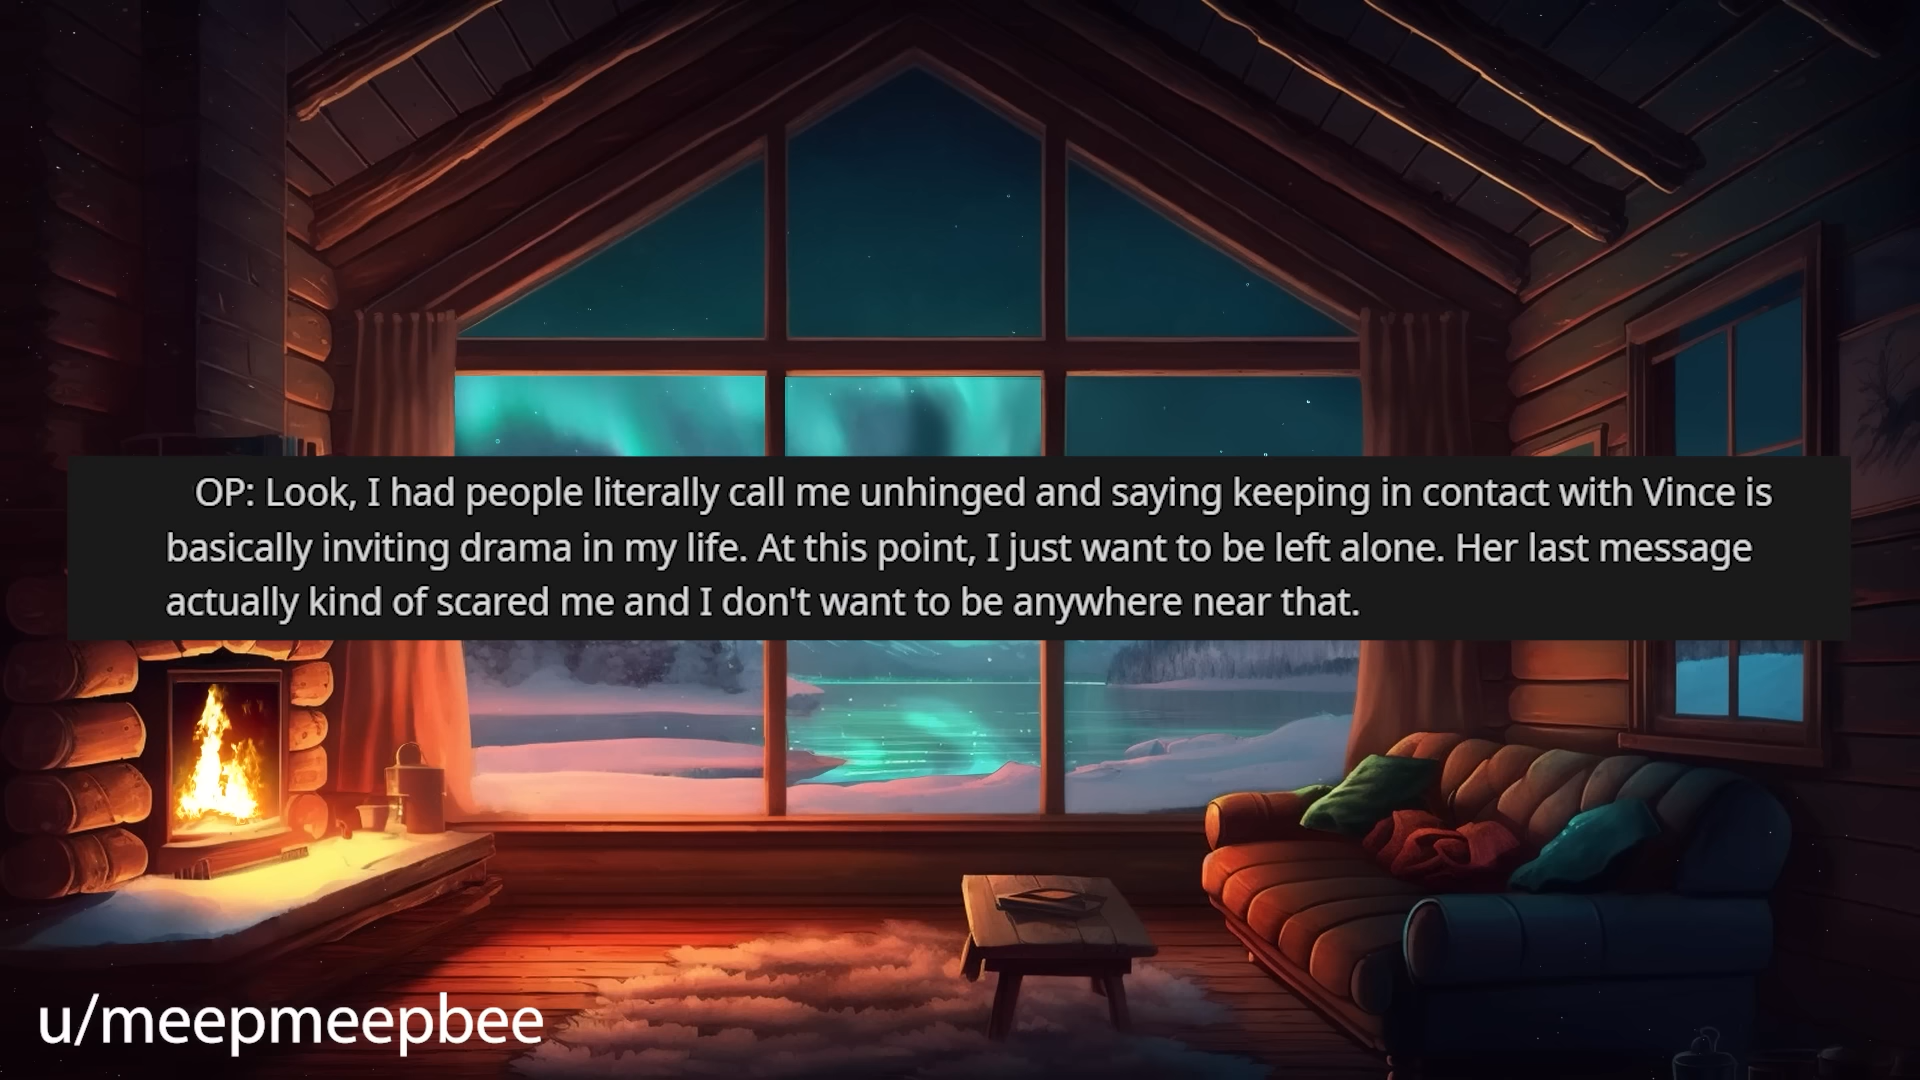 OP: Look, I had people literally call me unhinged and saying keeping in contact with Vince is
basically inviting drama in my life. At this point, I just want to be left alone. Her last message
actually kind of scared me and I don't want to be anywhere near that.
u/meepmeepbee